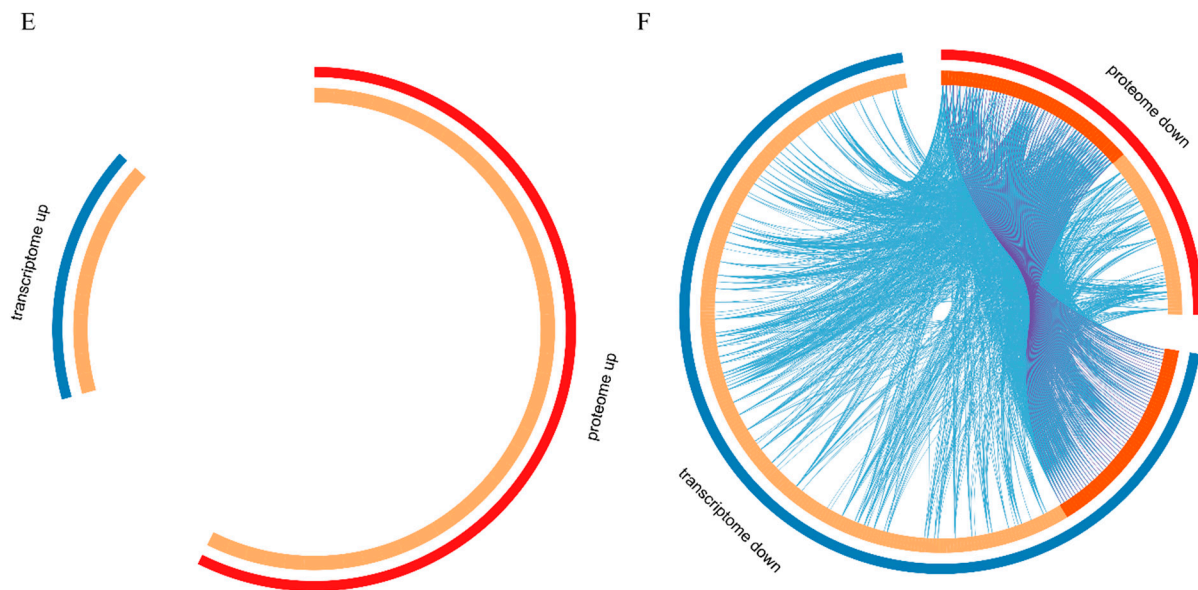 E
F
transcriptome up
proteome up
proteome down
transcriptome down